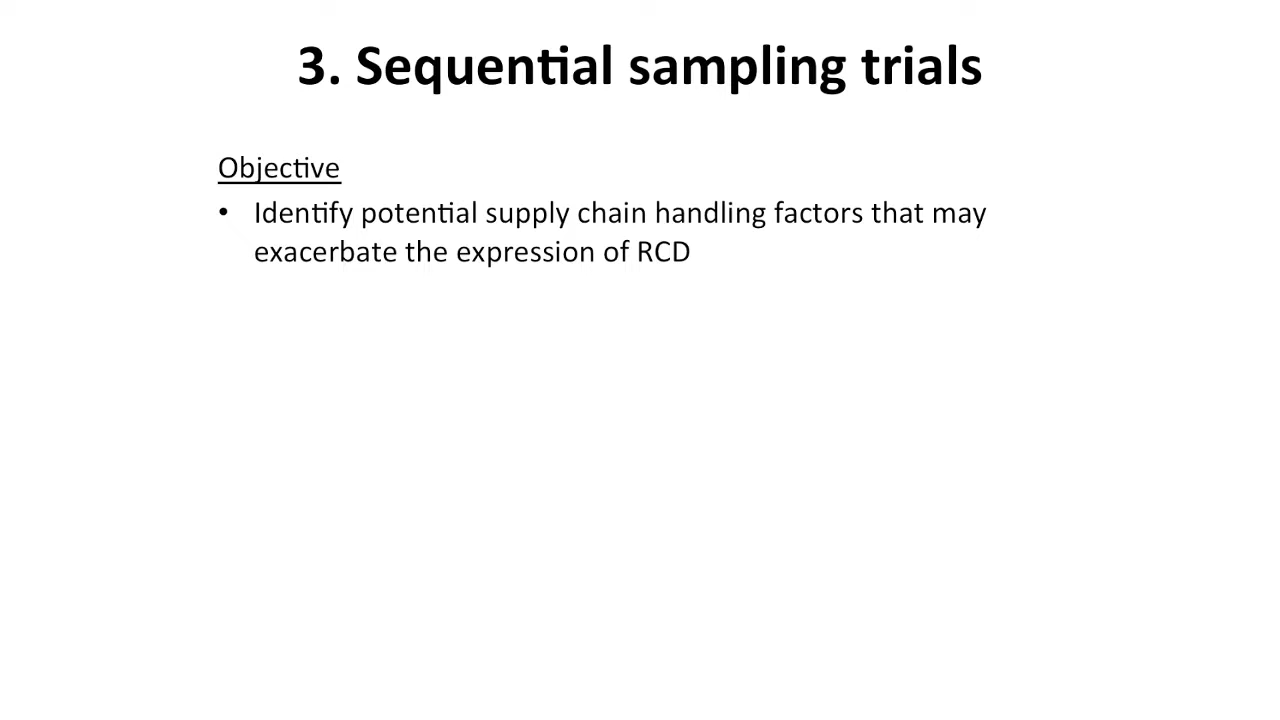 3. Sequential sampling trials
Objective
• Identify potential supply chain handling factors that may
exacerbate the expression of RCD